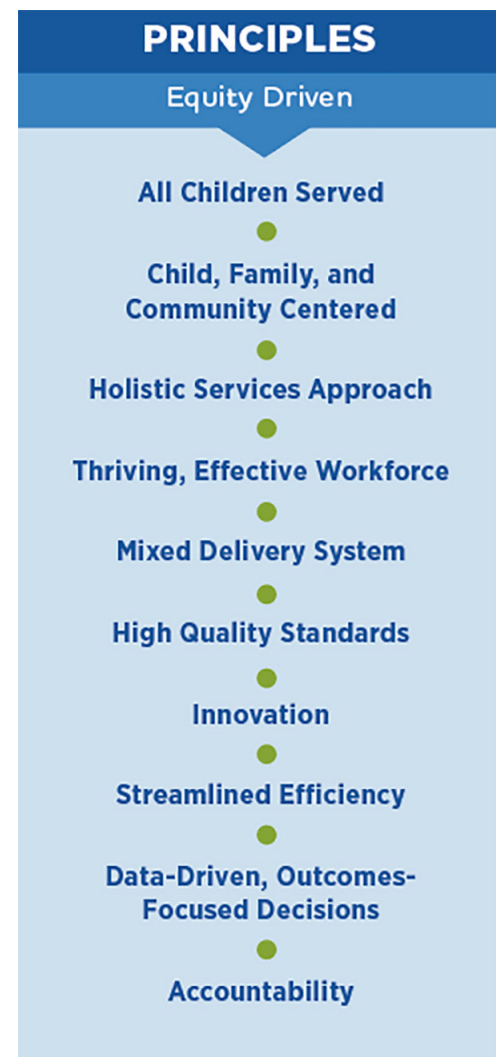 PRINCIPLES
Equity Driven
All Children Served
Child, Family, and
Community Centered
Holistic Services Approach
Thriving, Effective Workforce
Mixed Delivery System
High Quality Standards
Innovation
Streamlined Efficiency
Data-Driven, Outcomes-
Focused Decisions
Accountability